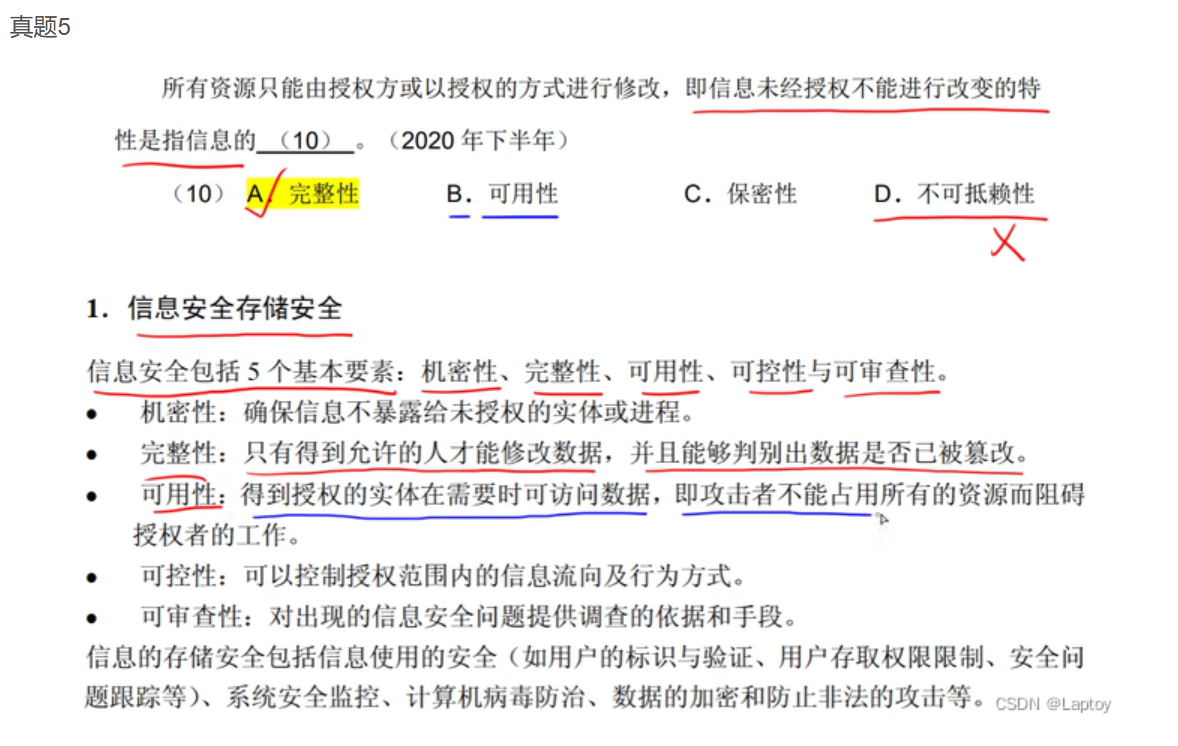 真题5
所有资源只能由授权方或以授权的方式进行修改，即信息未经授权不能进行改变的特
性是指信息的（10）。（2020 年下半年）
（10）A．完整性 B．可用性 C．保密性 D．不可抵赖性
1．信息安全存储安全
信息安全包括 5 个基本要素：机密性、完整性、可用性、可控性与可审查性。
● 机密性：确保信息不暴露给未授权的实体或进程。
● 完整性：只有得到允许的人才能修改数据，并且能够判别出数据是否已被篡改。
● 可用性：得到授权的实体在需要时可访问数据，即攻击者不能占用所有的资源而阻碍
授权者的工作。
● 可控性：可以控制授权范围内的信息流向及行为方式。
● 可审查性：对出现的信息安全问题提供调查的依据和手段。
信息的存储安全包括信息使用的安全（如用户的标识与验证、用户存取权限限制、安全问
题跟踪等）、系统安全监控、计算机病毒防治、数据的加密和防止非法的攻击等。
CSDN @Laptoy